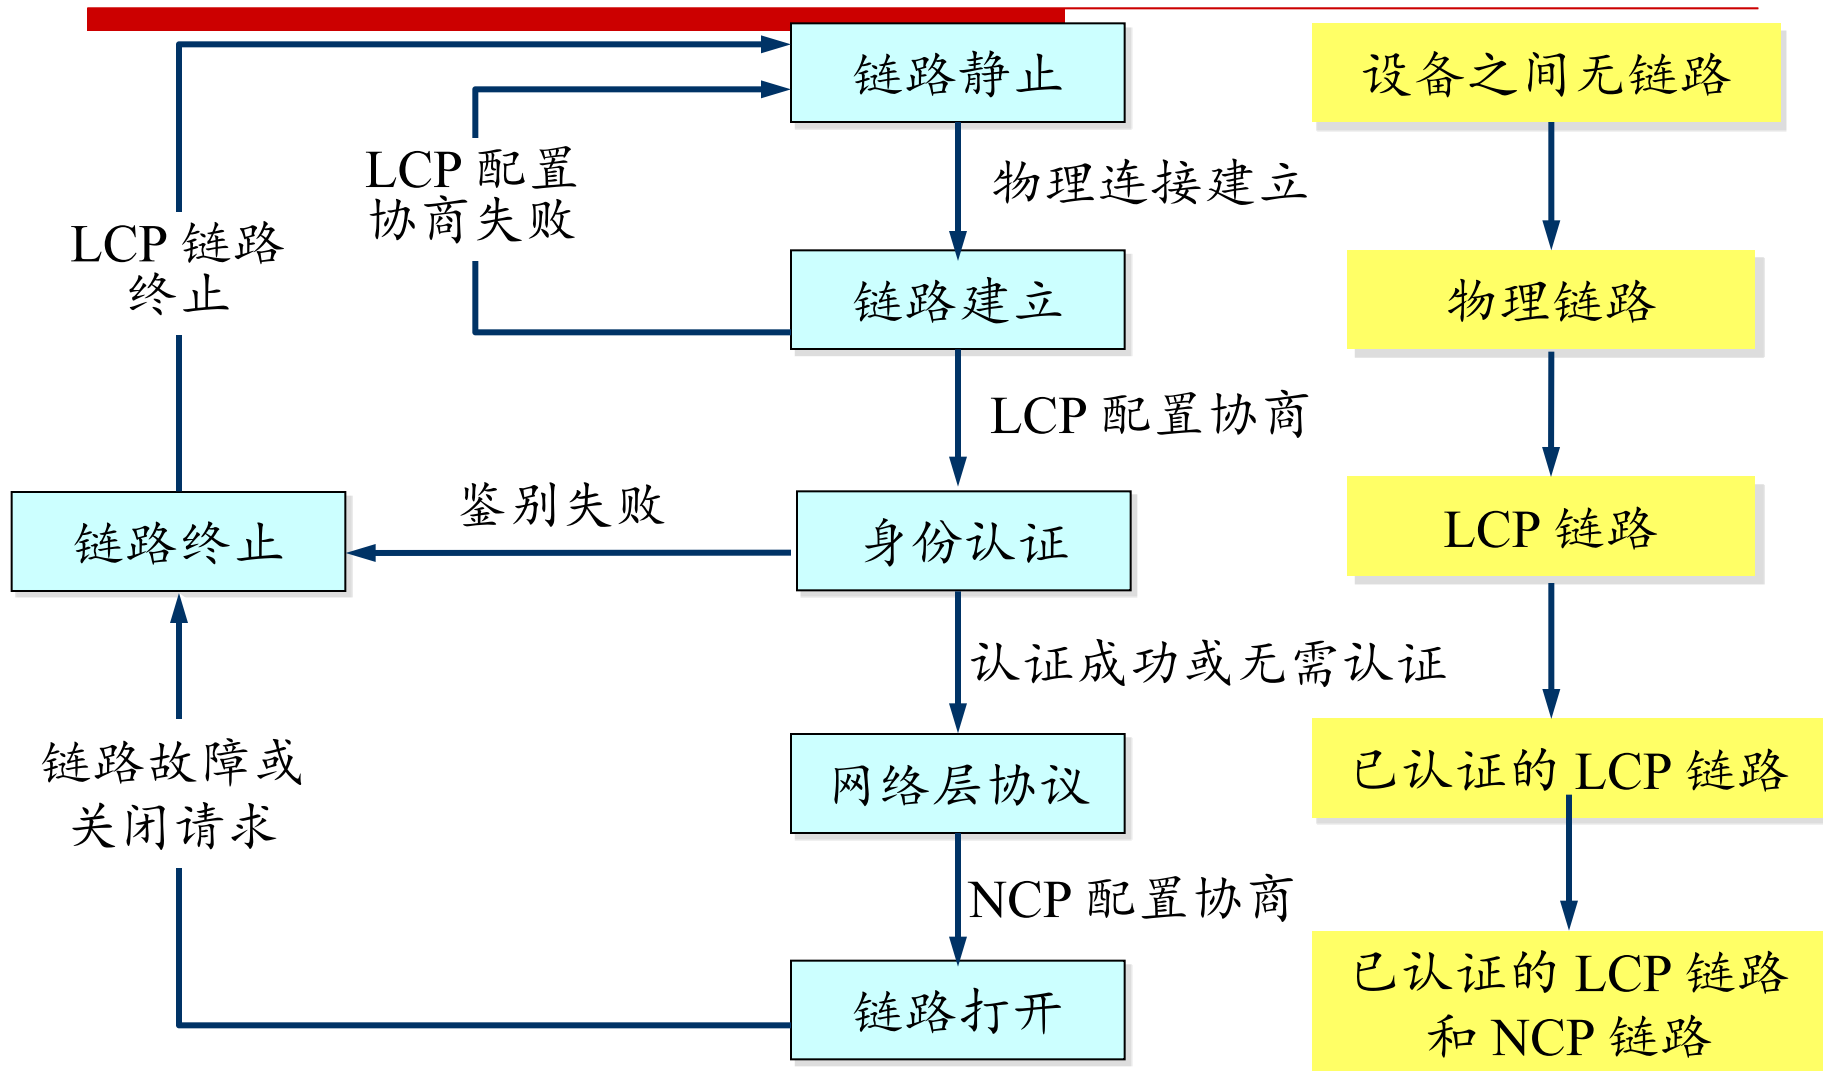 链路静止
设备之间无链路
物理连接建立
LCP 配置
协商失败
LCP 链路
终止
链路建立
物理链路
LCP 配置协商
鉴别失败
链路终止
身份认证
LCP 链路
认证成功或无需认证
链路故障或
关闭请求
网络层协议
已认证的 LCP 链路
NCP 配置协商
链路打开
已认证的 LCP 链路
和 NCP 链路